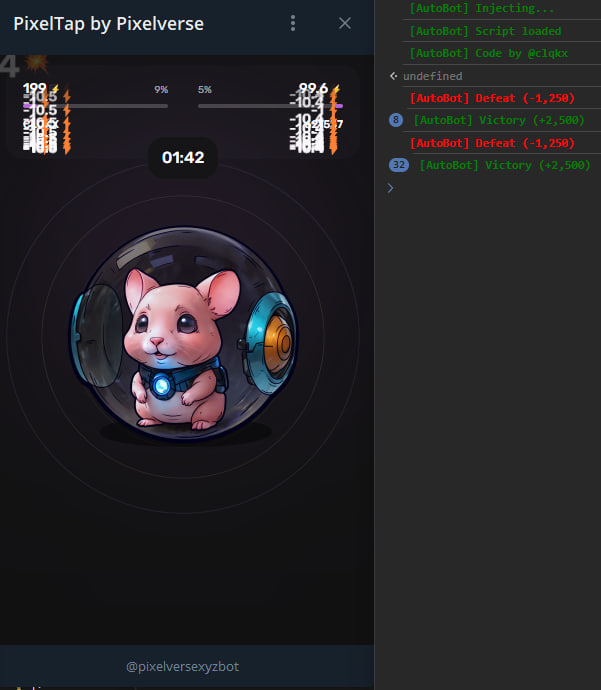 PixelTap by Pixelverse
4
199
9%
5%
99.6
-10.5
-10.5
-10.4
-10.4
01:42
@pixelversexyzbot
[AutoBot] Injecting...
[AutoBot] Script loaded
[AutoBot] Code by @clqkx
undefined
[AutoBot] Defeat (-1,250)
8 [AutoBot] Victory (+2,500)
[AutoBot] Defeat (-1,250)
32 [AutoBot] Victory (+2,500)